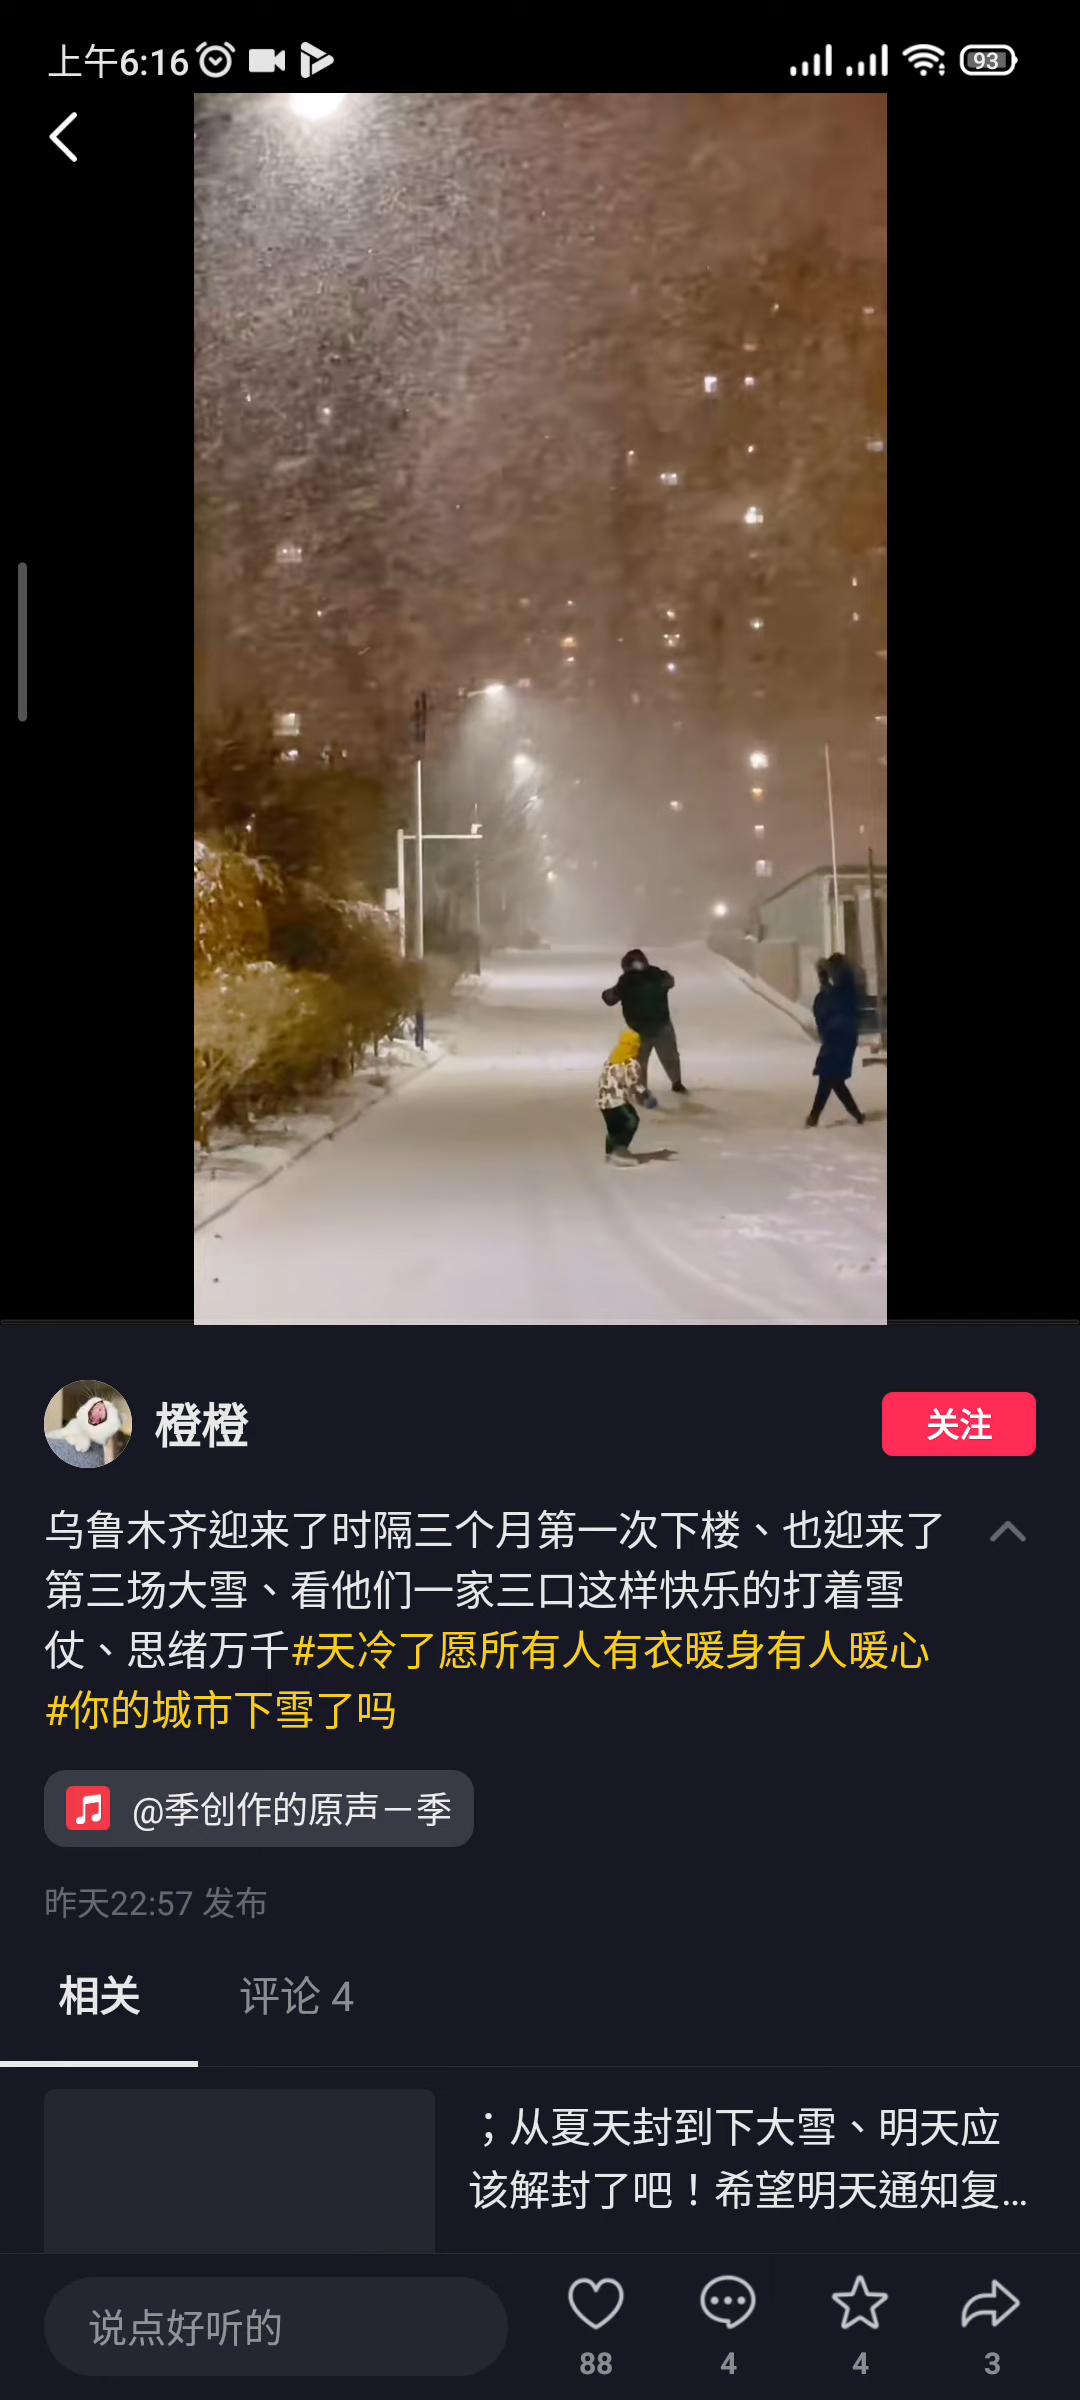 上午6:16
93
橙橙
关注
乌鲁木齐迎来了时隔三个月第一次下楼、也迎来了
第三场大雪、看他们一家三口这样快乐的打着雪
仗、思绪万千#天冷了愿所有人有衣暖身有人暖心
#你的城市下雪了吗
@季创作的原声－季
昨天22:57 发布
相关
评论 4
；从夏天封到下大雪、明天应
该解封了吧！希望明天通知复...
说点好听的
88
4
4
3